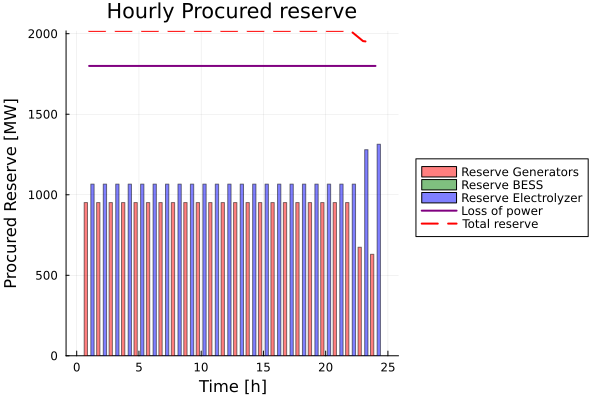 Hourly Procured reserve
Procured Reserve [MW]
2000
1500
1000
500
0
0 5 10 15 20 25
Time [h]
Reserve Generators
Reserve BESS
Reserve Electrolyzer
Loss of power
Total reserve